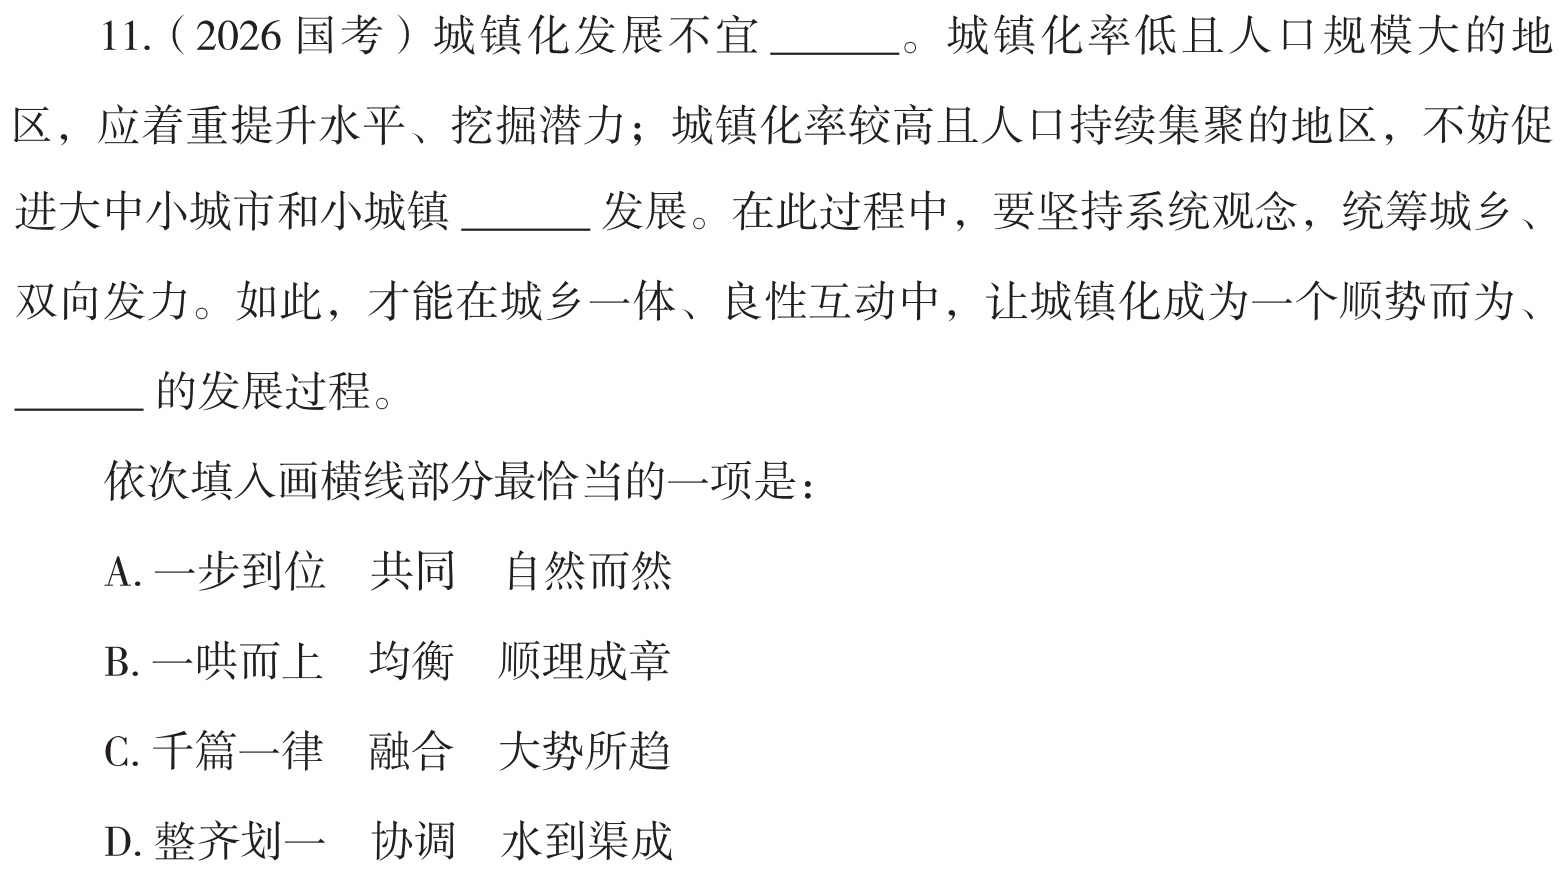 11.（2026 国考）城镇化发展不宜______。城镇化率低且人口规模大的地
区，应着重提升水平、挖掘潜力；城镇化率较高且人口持续集聚的地区，不妨促
进大中小城市和小城镇______发展。在此过程中，要坚持系统观念，统筹城乡、
双向发力。如此，才能在城乡一体、良性互动中，让城镇化成为一个顺势而为、
______的发展过程。
依次填入画横线部分最恰当的一项是：
A. 一步到位 共同 自然而然
B. 一哄而上 均衡 顺理成章
C. 千篇一律 融合 大势所趋
D. 整齐划一 协调 水到渠成